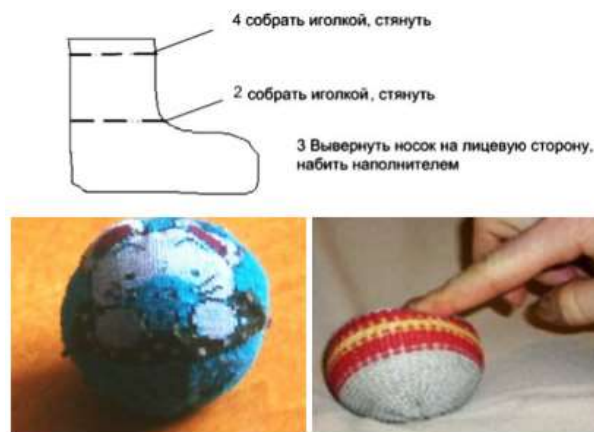 4 собрать иголкой, стянуть
2 собрать иголкой, стянуть
3 Вывернуть носок на лицевую сторону,
набить наполнителем